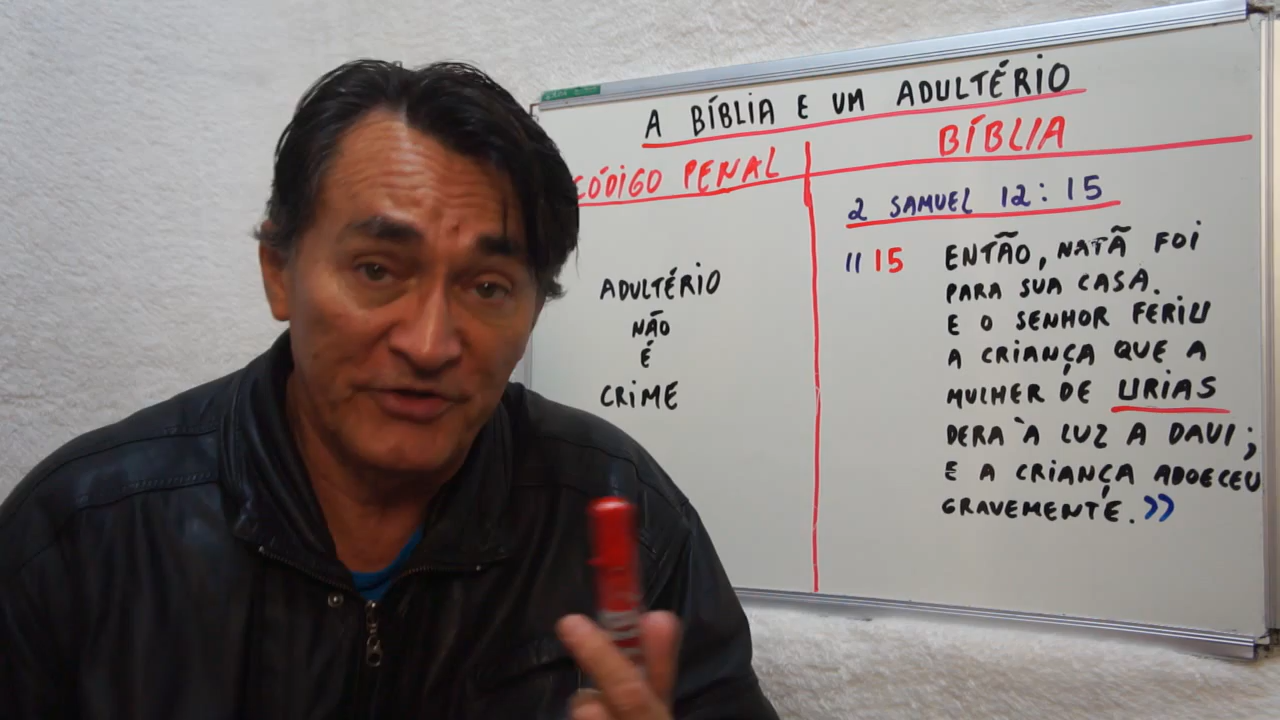 A BÍBLIA E UM ADULTÉRIO
CÓDIGO PENAL
ADULTÉRIO
NÃO
É
CRIME
BÍBLIA
2 SAMUEL 12:15
"15 ENTÃO, NATÃ FOI
PARA SUA CASA.
E O SENHOR FERIU
A CRIANÇA QUE A
MULHER DE URIAS
DERA À LUZ A DAVI;
E A CRIANÇA ADOECEU
GRAVEMENTE.»